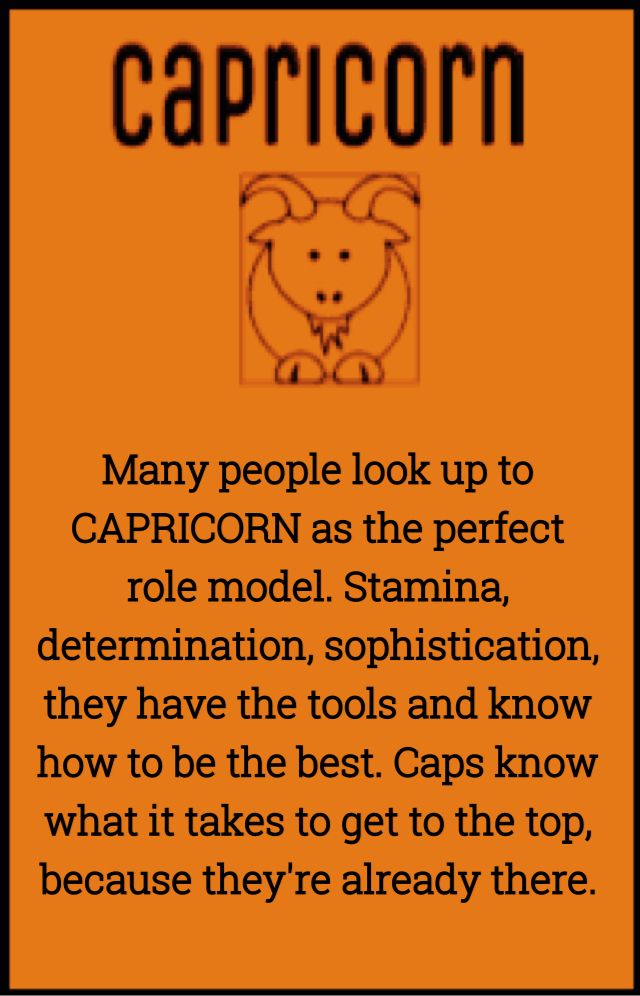 capricorn
Many people look up to
CAPRICORN as the perfect
role model. Stamina,
determination, sophistication,
they have the tools and know
how to be the best. Caps know
what it takes to get to the top,
because they're already there.